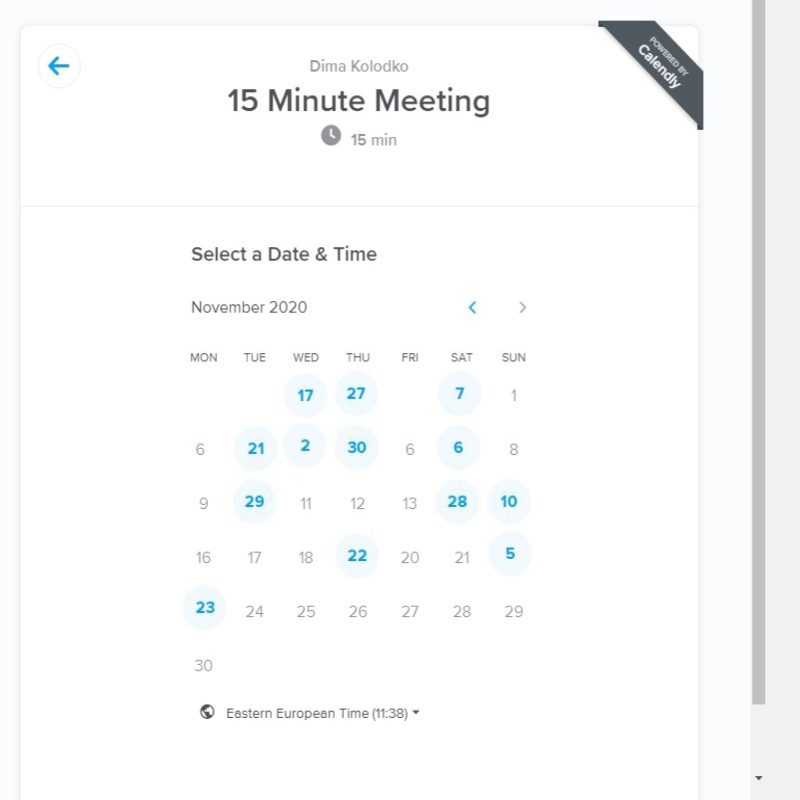 POWERED BY
Calendly
Dima Kolodko
15 Minute Meeting
15 min
Select a Date & Time
November 2020
MON TUE WED THU FRI SAT SUN
17 27 7 1
6 21 2 30 6 6 8
9 29 11 12 13 28 10
16 17 18 22 20 21 5
23 24 25 26 27 28 29
30
Eastern European Time (11:38)